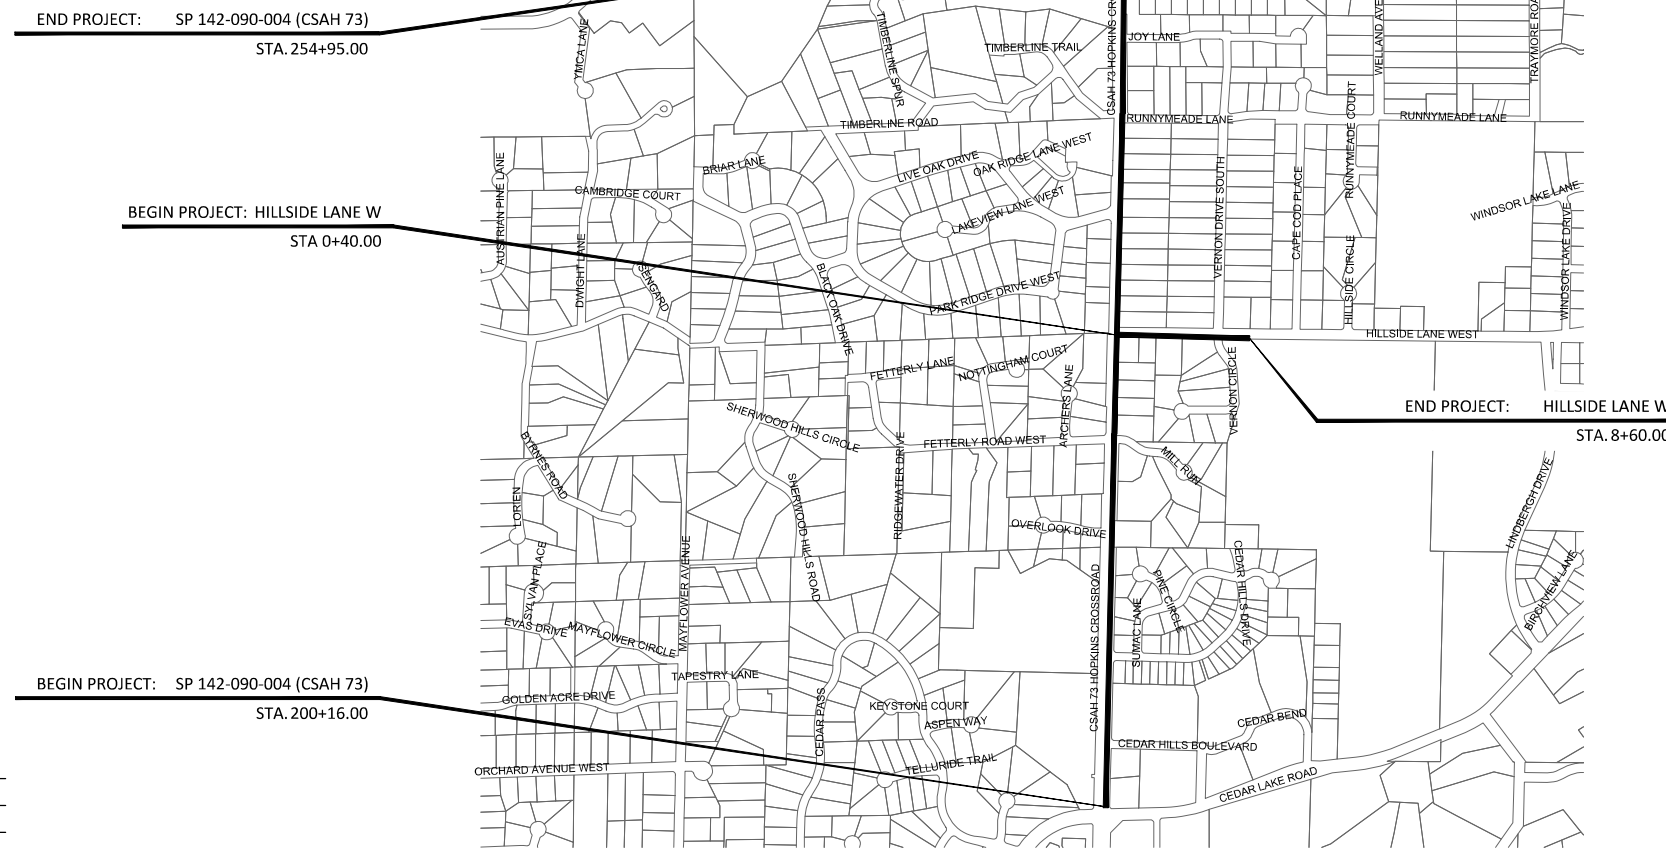 END PROJECT: SP 142-090-004 (CSAH 73)
STA. 254+95.00
YMCA LANE
TIMBERLINE SPUR
TIMBERLINE TRAIL
CSAH 73 HOPKINS
JOY LANE
WELLAND
TRAYMORE
TIMBERLINE ROAD
RUNNYMEADE LANE
RUNNYMEADE COURT
RUNNYMEADE LANE
AUSTRIAN PINE LANE
BRIAR LANE
LIVE OAK DRIVE
OAK RIDGE LANE WEST
CAMBRIDGE COURT
LAKEVIEW LANE WEST
VERNON DRIVE SOUTH
CAPE COD PLACE
WINDSOR LAKE LANE
BEGIN PROJECT: HILLSIDE LANE W
STA 0+40.00
DWIGHT LANE
SENGARD
BLACK OAK DRIVE
PARK RIDGE DRIVE WEST
HILLSIDE CIRCLE
WINDSOR LAKE DRIVE
HILLSIDE LANE WEST
FETTERLY LANE
NOTTINGHAM COURT
ARCHERS LANE
VERNON CIRCLE
END PROJECT: HILLSIDE LANE W
STA. 8+60.00
SHERWOOD HILLS CIRCLE
FETTERLY ROAD WEST
BYRNES ROAD
RIDGEWATER DRIVE
MILL RUN
LORIEN
SHERWOOD HILLS ROAD
OVERLOOK DRIVE
LINDBERGH DRIVE
SYLVAN PLACE
MAYFLOWER AVENUE
CSAH 73 HOPKINS CROSSROAD
PINE CIRCLE
CEDAR HILLS DRIVE
BIRCHVIEW LANE
EVAS DRIVE
MAYFLOWER CIRCLE
SUMAC LANE
BEGIN PROJECT: SP 142-090-004 (CSAH 73)
STA. 200+16.00
TAPESTRY LANE
GOLDEN ACRE DRIVE
CEDAR PASS
KEYSTONE COURT
ASPEN WAY
CEDAR BEND
CEDAR HILLS BOULEVARD
ORCHARD AVENUE WEST
TELLURIDE TRAIL
CEDAR LAKE ROAD